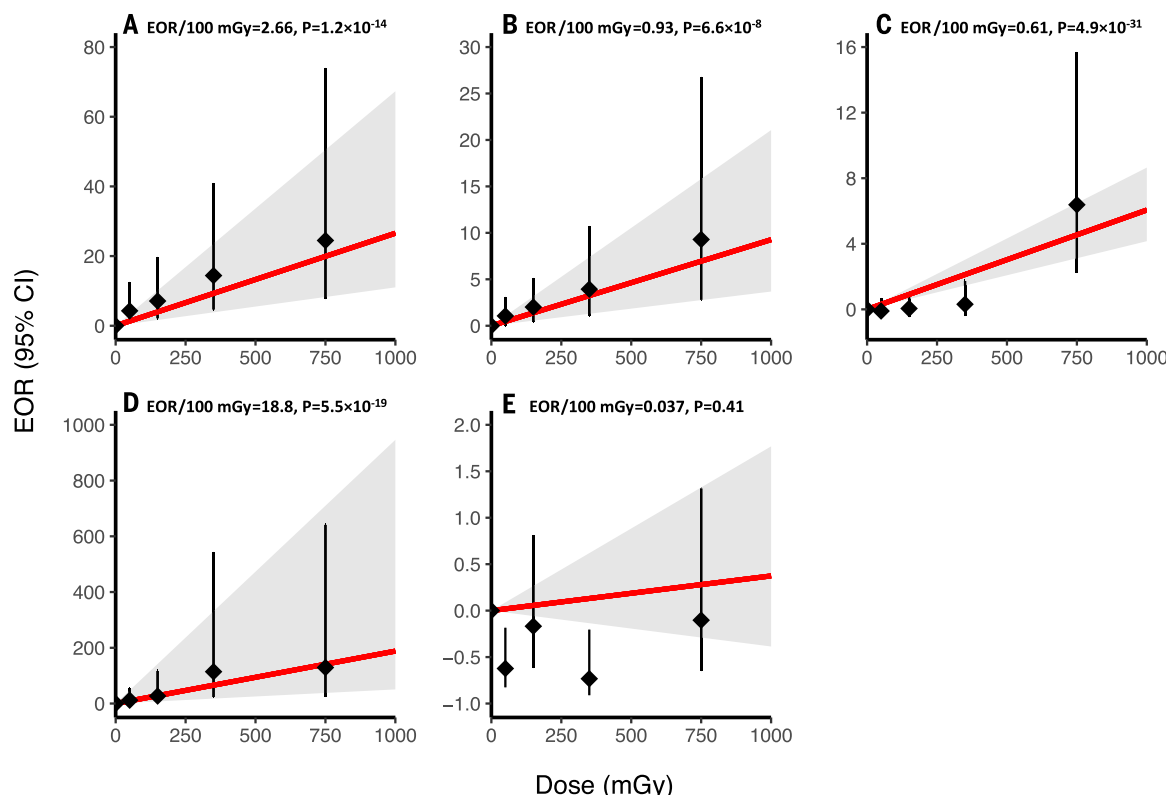 A EOR/100 mGy=2.66, P=1.2×10⁻¹⁴
80
60
40
20
0
0 250 500 750 1000
B EOR/100 mGy=0.93, P=6.6×10⁻⁸
30
25
20
15
10
5
0
0 250 500 750 1000
C EOR/100 mGy=0.61, P=4.9×10⁻³¹
16
12
8
4
0
0 250 500 750 1000
EOR (95% CI)
D EOR/100 mGy=18.8, P=5.5×10⁻¹⁹
1000
800
600
400
200
0
0 250 500 750 1000
E EOR/100 mGy=0.037, P=0.41
2.0
1.5
1.0
0.5
0.0
−0.5
−1.0
0 250 500 750 1000
Dose (mGy)